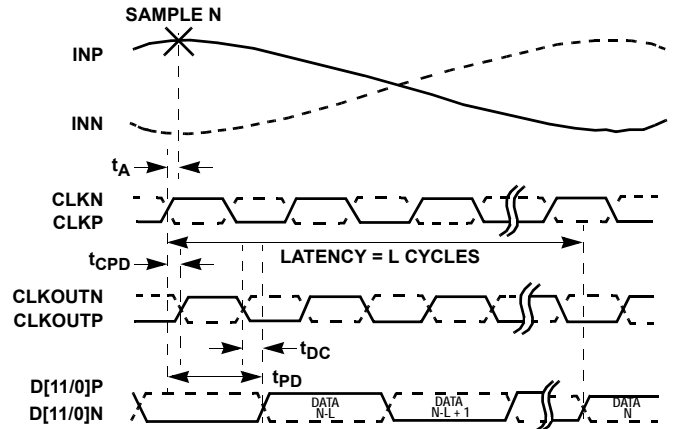 SAMPLE N
INP
INN
tA
CLKN
CLKP
LATENCY = L CYCLES
tCPD
CLKOUTN
CLKOUTP
tDC
tPD
D[11/0]P
D[11/0]N
DATA
N-L
DATA
N-L + 1
DATA
N